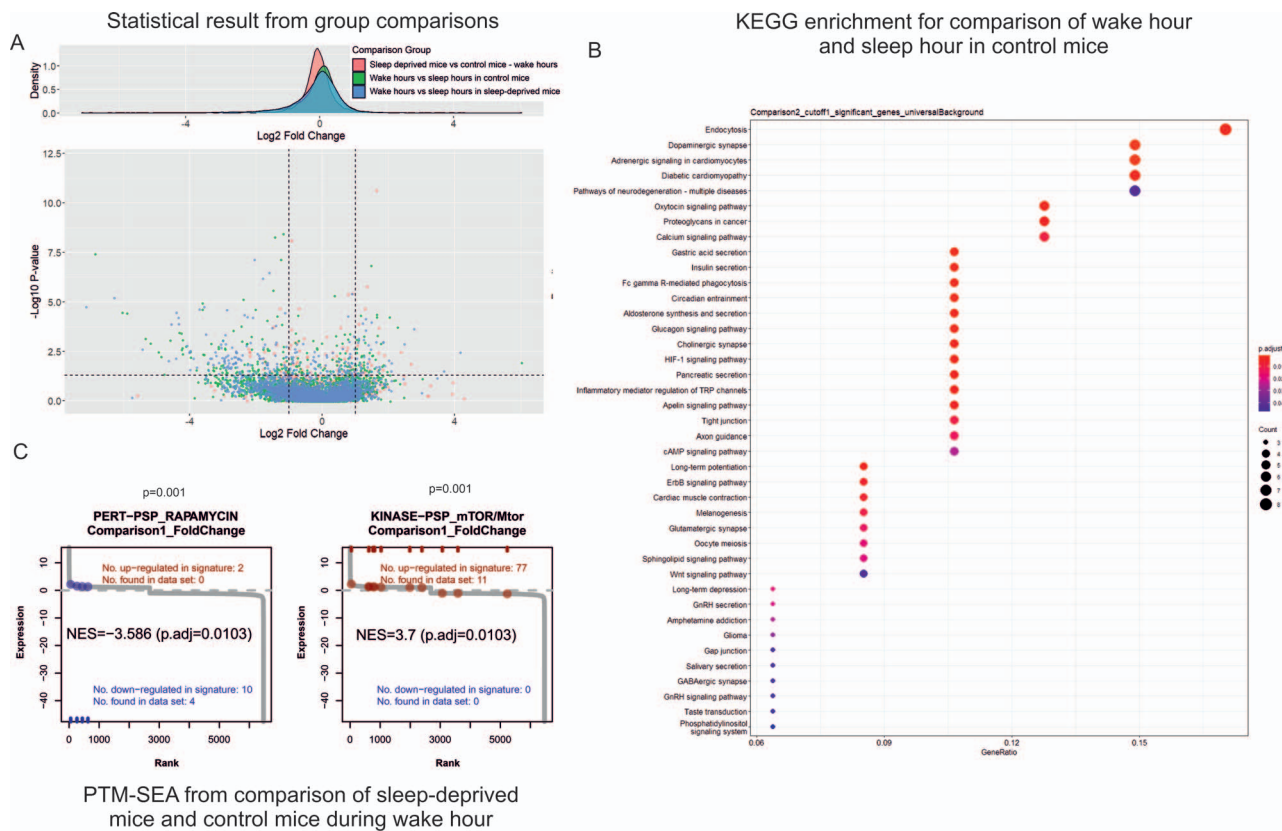 Statistical result from group comparisons
A
Comparison Group
Sleep deprived mice vs control mice - wake hours
Wake hours vs sleep hours in control mice
Wake hours vs sleep hours in sleep-deprived mice
Density
1.0
0.5
0.0
-4
0
4
Log2 Fold Change
12.5
10.0
7.5
5.0
2.5
0.0
-Log10 P-value
-4
0
4
Log2 Fold Change
KEGG enrichment for comparison of wake hour
and sleep hour in control mice
B
Comparison2_cutoff1_significant_genes_universalBackground
Endocytosis
Dopaminergic synapse
Adrenergic signaling in cardiomyocytes
Diabetic cardiomyopathy
Pathways of neurodegeneration - multiple diseases
Oxytocin signaling pathway
Proteoglycans in cancer
Calcium signaling pathway
Gastric acid secretion
Insulin secretion
Fc gamma R-mediated phagocytosis
Circadian entrainment
Aldosterone synthesis and secretion
Glucagon signaling pathway
Cholinergic synapse
HIF-1 signaling pathway
Pancreatic secretion
Inflammatory mediator regulation of TRP channels
Apelin signaling pathway
Tight junction
Axon guidance
cAMP signaling pathway
Long-term potentiation
ErbB signaling pathway
Cardiac muscle contraction
Melanogenesis
Glutamatergic synapse
Oocyte meiosis
Sphingolipid signaling pathway
Wnt signaling pathway
Long-term depression
GnRH secretion
Amphetamine addiction
Glioma
Gap junction
Salivary secretion
GABAergic synapse
GnRH signaling pathway
Taste transduction
Phosphatidylinositol
signaling system
0.06
0.09
0.12
0.15
GeneRatio
p.adjust
Count
3
4
5
6
7
8
C
p=0.001
PERT-PSP_RAPAMYCIN
Comparison1_FoldChange
No. up-regulated in signature: 2
No. found in data set: 0
NES=-3.586 (p.adj=0.0103)
No. down-regulated in signature: 10
No. found in data set: 4
Expression
10
0
-10
-20
-30
-40
0
1000
3000
5000
Rank
p=0.001
KINASE-PSP_mTOR/Mtor
Comparison1_FoldChange
No. up-regulated in signature: 77
No. found in data set: 11
NES=3.7 (p.adj=0.0103)
No. down-regulated in signature: 0
No. found in data set: 0
Expression
10
0
-10
-20
-30
-40
0
1000
3000
5000
Rank
PTM-SEA from comparison of sleep-deprived
mice and control mice during wake hour